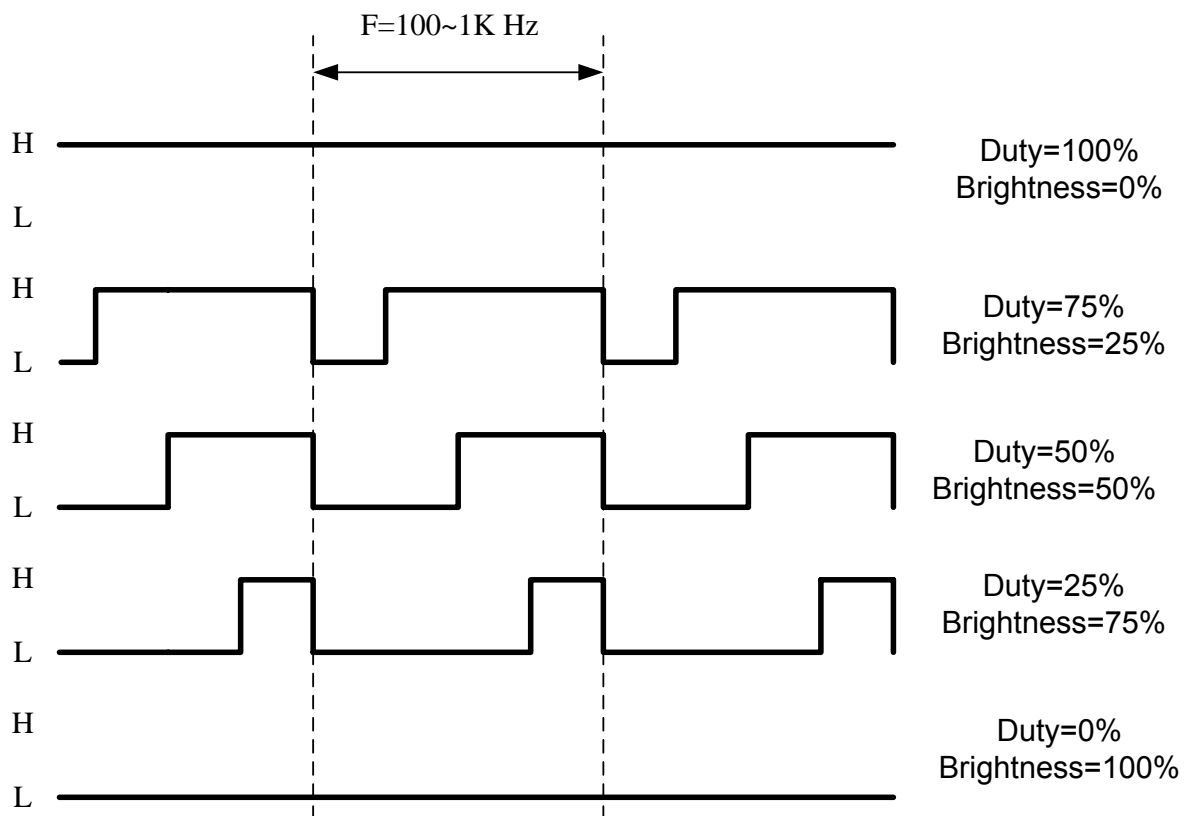 F=100~1K Hz
H
Duty=100%
Brightness=0%
L
H
Duty=75%
Brightness=25%
L
H
Duty=50%
Brightness=50%
L
H
Duty=25%
Brightness=75%
L
H
Duty=0%
Brightness=100%
L